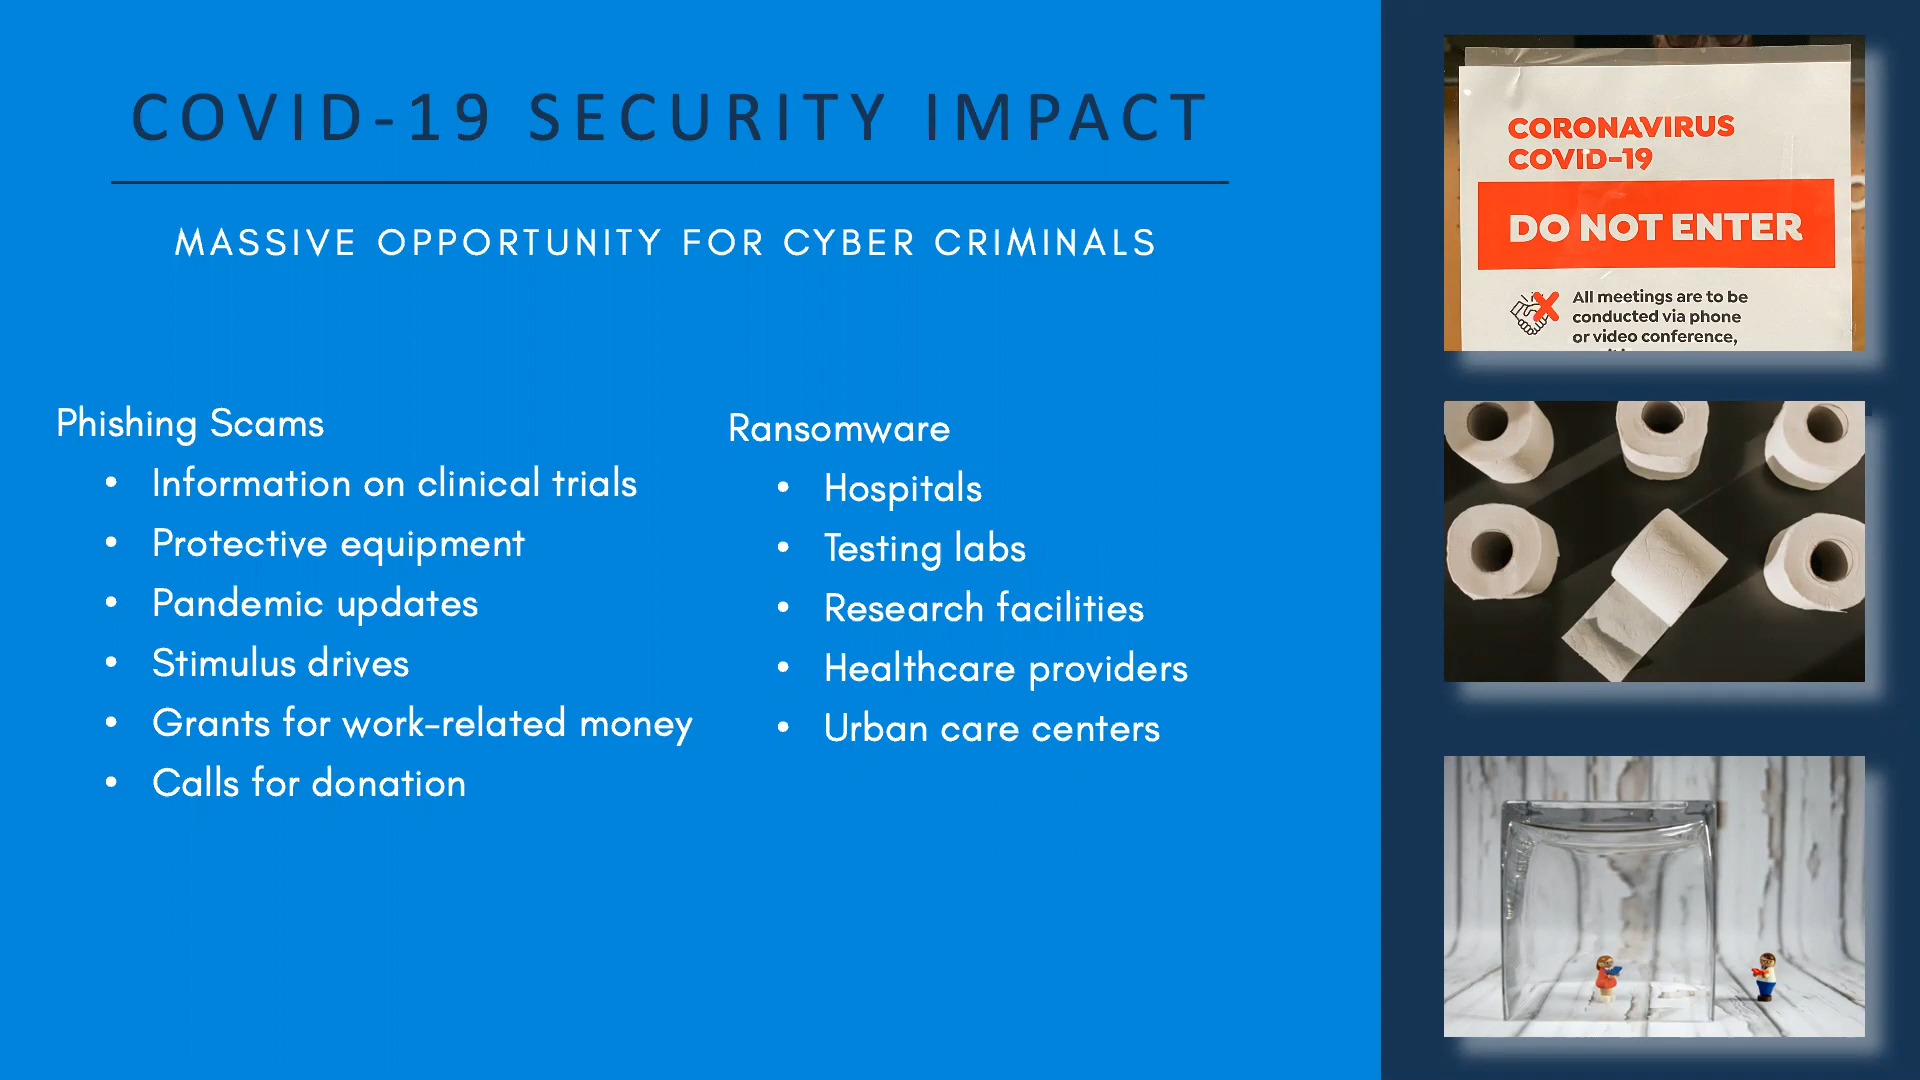 COVID-19 SECURITY IMPACT
MASSIVE OPPORTUNITY FOR CYBER CRIMINALS
Phishing Scams
• Information on clinical trials
• Protective equipment
• Pandemic updates
• Stimulus drives
• Grants for work-related money
• Calls for donation
Ransomware
• Hospitals
• Testing labs
• Research facilities
• Healthcare providers
• Urban care centers
CORONAVIRUS
COVID-19
DO NOT ENTER
All meetings are to be
conducted via phone
or video conference,